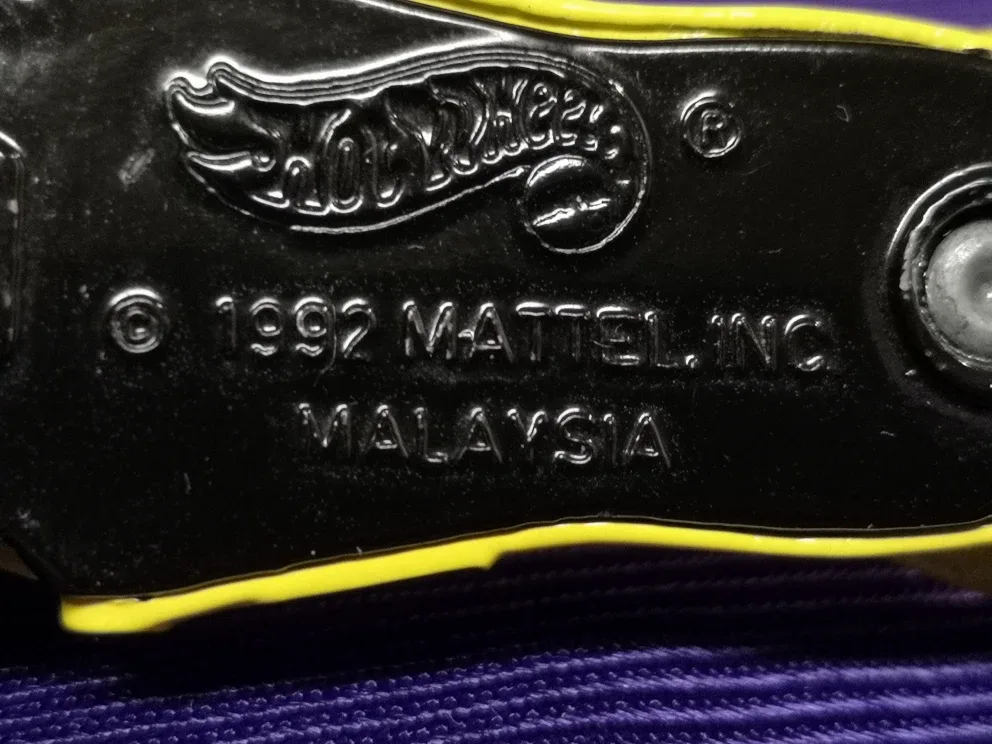 HOT WHEELS ®
© 1992 MATTEL. INC
MALAYSIA